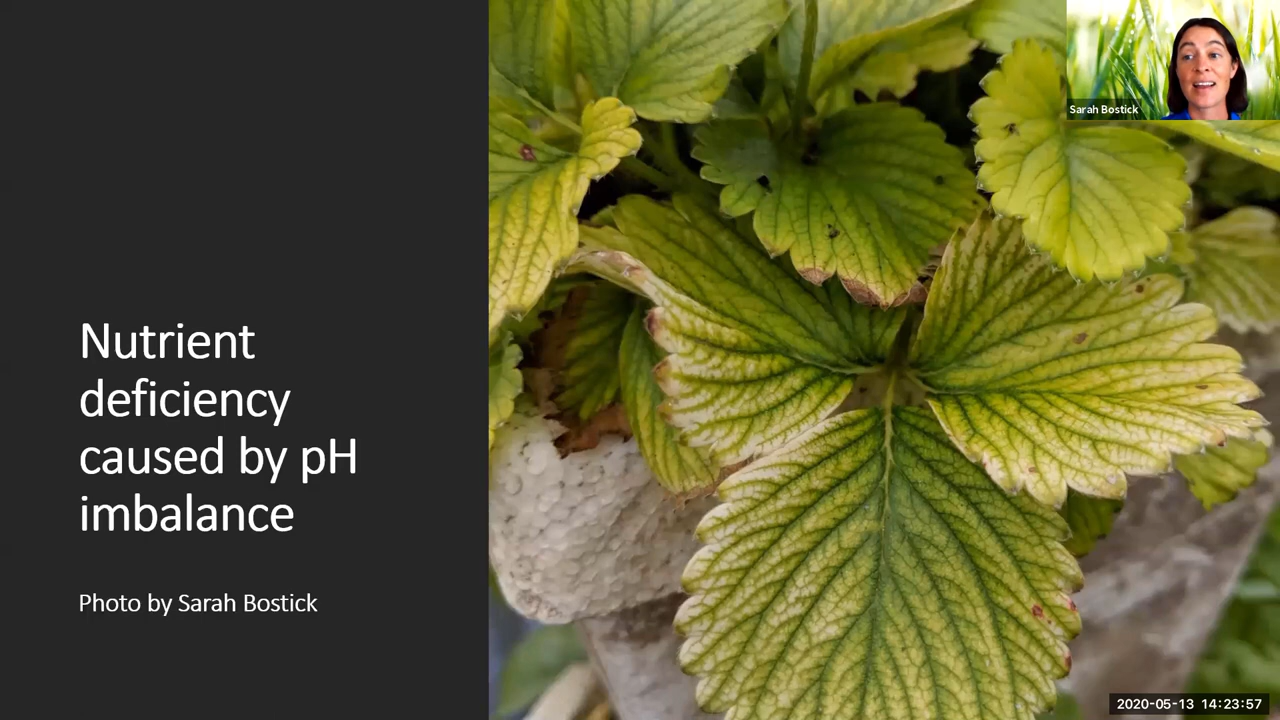 Sarah Bostick
Nutrient
deficiency
caused by pH
imbalance
Photo by Sarah Bostick
2020-05-13 14:23:57